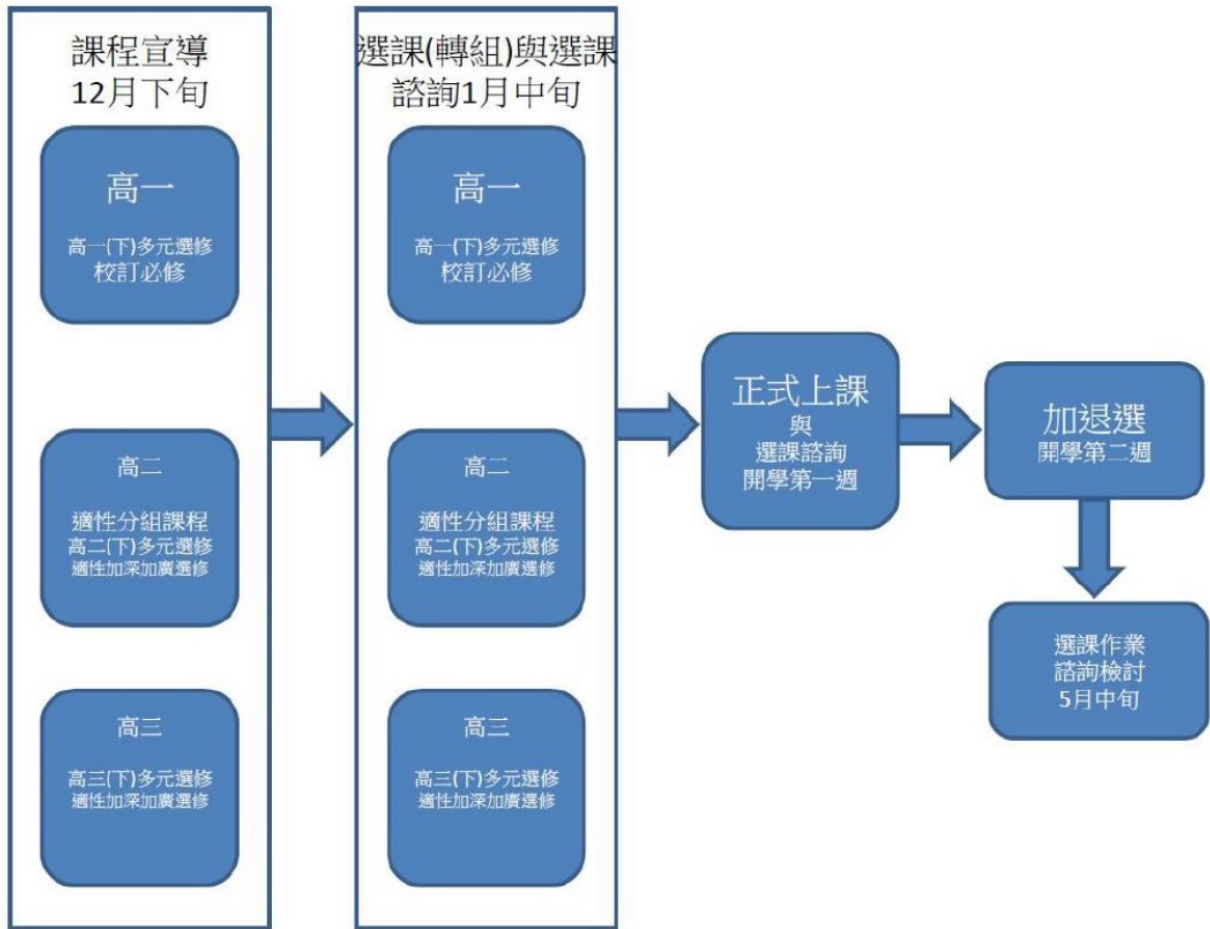 課程宣導
12月下旬
高一
高一(下)多元選修
校訂必修
高二
適性分組課程
高二(下)多元選修
適性加深加廣選修
高三
高三(下)多元選修
適性加深加廣選修
選課(轉組)與選課
諮詢1月中旬
高一
高一(下)多元選修
校訂必修
高二
適性分組課程
高二(下)多元選修
適性加深加廣選修
高三
高三(下)多元選修
適性加深加廣選修
正式上課
與
選課諮詢
開學第一週
加退選
開學第二週
選課作業
諮詢檢討
5月中旬